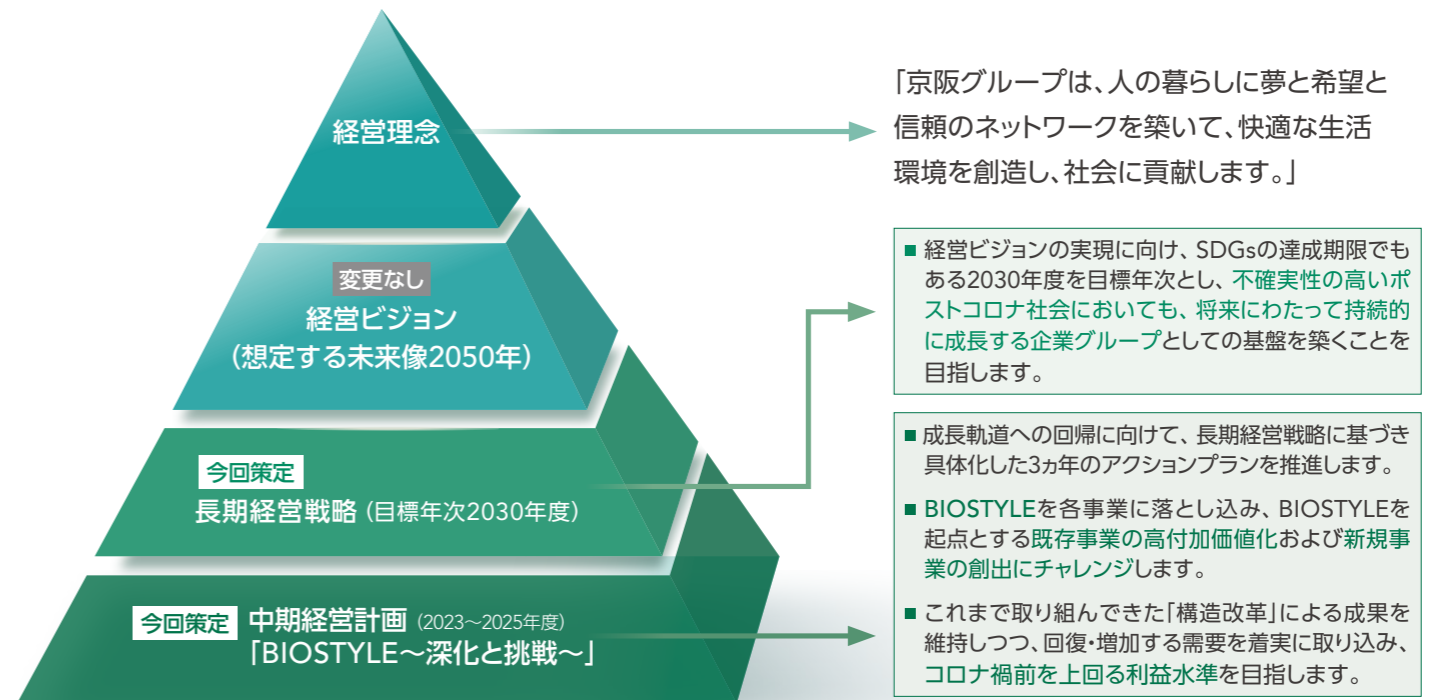 経営理念
「京阪グループは、人の暮らしに夢と希望と
信頼のネットワークを築いて、快適な生活
環境を創造し、社会に貢献します。」
変更なし
経営ビジョン
（想定する未来像2050年）
今回策定
長期経営戦略（目標年次2030年度）
■ 経営ビジョンの実現に向け、SDGsの達成期限でも
ある2030年度を目標年次とし、不確実性の高いポ
ストコロナ社会においても、将来にわたって持続的
に成長する企業グループとしての基盤を築くことを
目指します。
今回策定 中期経営計画（2023〜2025年度）
「BIOSTYLE〜深化と挑戦〜」
■ 成長軌道への回帰に向けて、長期経営戦略に基づき
具体化した3ヵ年のアクションプランを推進します。
■ BIOSTYLEを各事業に落とし込み、BIOSTYLEを
起点とする既存事業の高付加価値化および新規事
業の創出にチャレンジします。
■ これまで取り組んできた「構造改革」による成果を
維持しつつ、回復・増加する需要を着実に取り込み、
コロナ禍前を上回る利益水準を目指します。